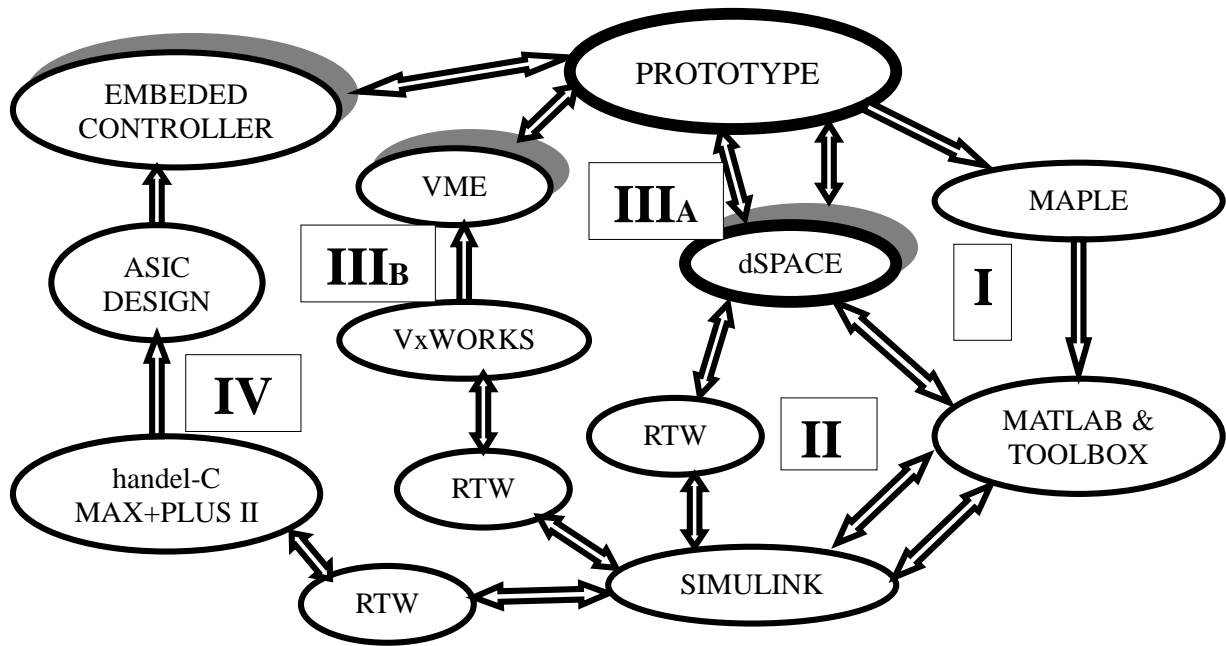 PROTOTYPE
EMBEDED
CONTROLLER
VME
IIIA
MAPLE
IIIB
ASIC
DESIGN
dSPACE
I
VxWORKS
IV
RTW
II
MATLAB &
TOOLBOX
handel-C
MAX+PLUS II
RTW
SIMULINK
RTW